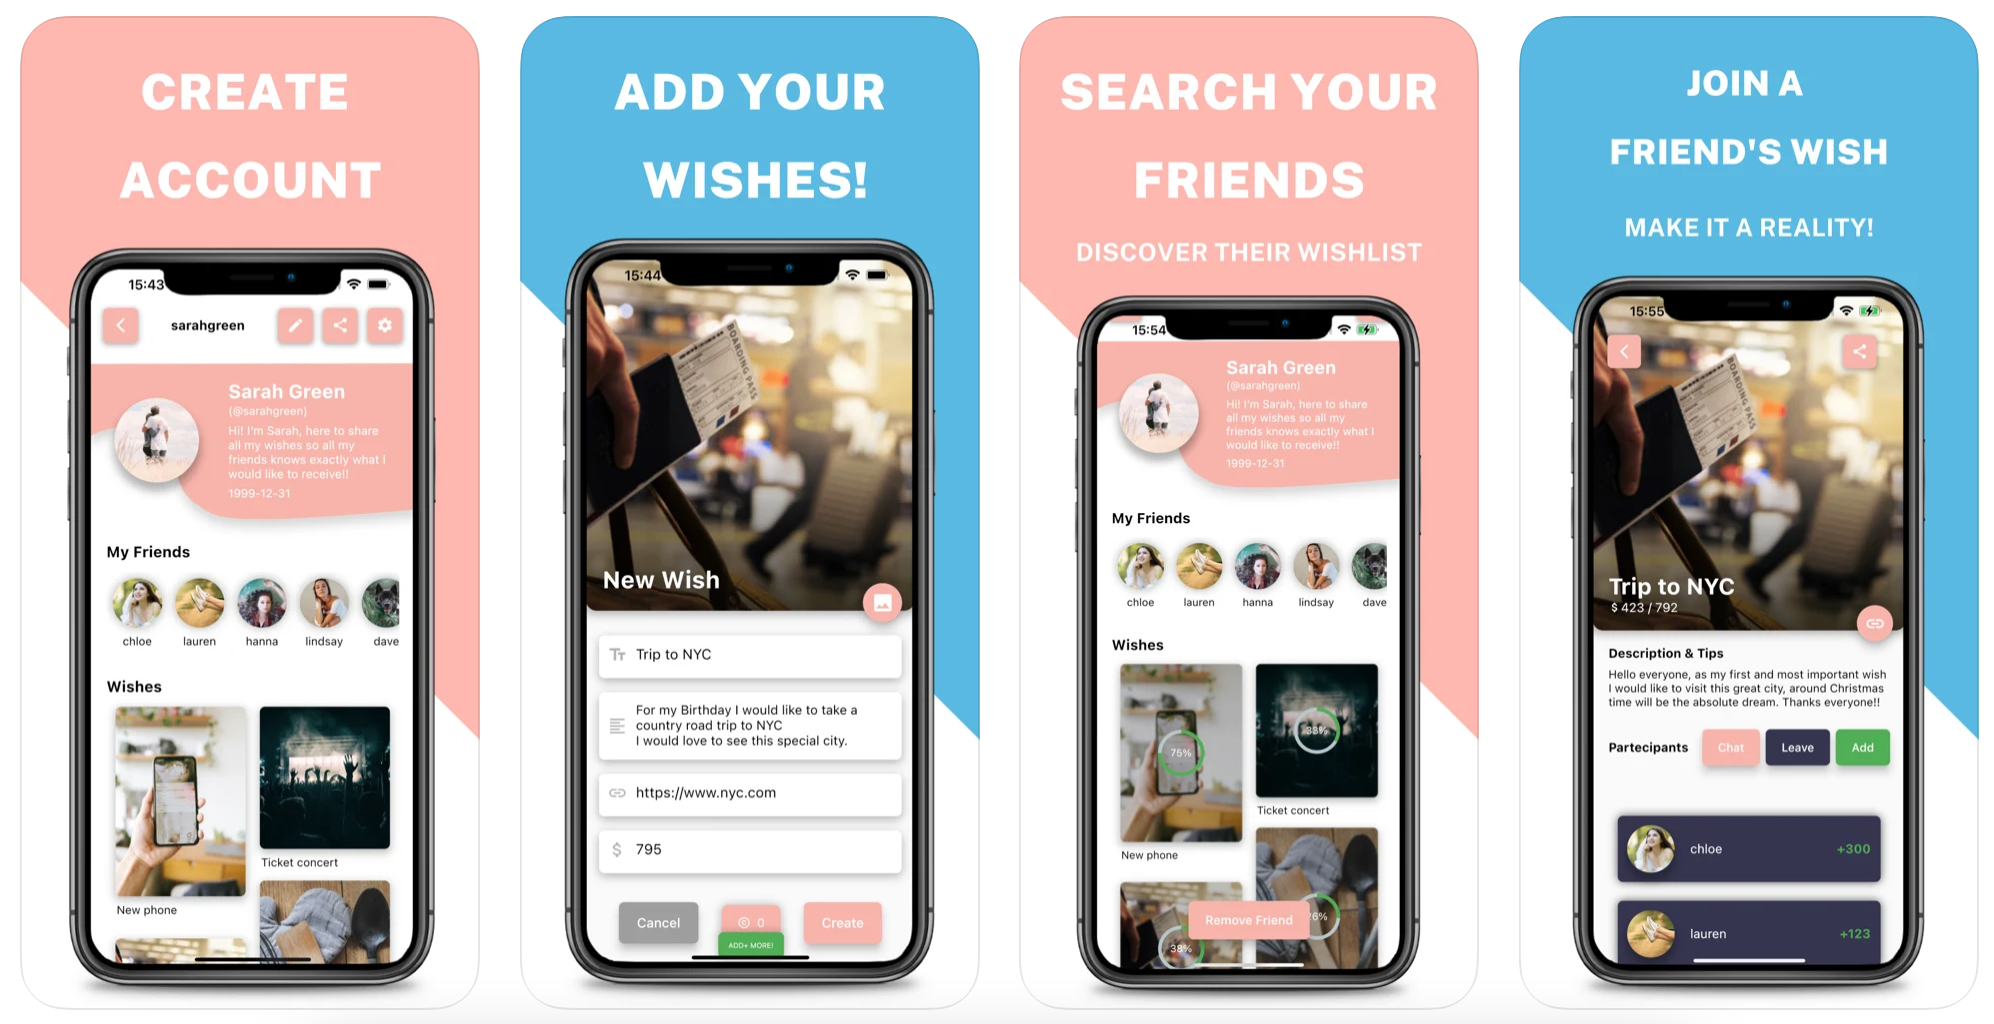 CREATE
ACCOUNT
15:43
sarahgreen
Sarah Green
(@sarahgreen)
Hi! I'm Sarah, here to share
all my wishes so all my
friends knows exactly what I
would like to receive!!
1999-12-31
My Friends
chloe lauren hanna lindsay dave
Wishes
New phone
Ticket concert
ADD YOUR
WISHES!
15:44
BOARDING PASS
New Wish
Trip to NYC
For my Birthday I would like to take a
country road trip to NYC
I would love to see this special city.
https://www.nyc.com
$ 795
Cancel
0
Create
ADD+ MORE!
SEARCH YOUR
FRIENDS
DISCOVER THEIR WISHLIST
15:54
Sarah Green
(@sarahgreen)
Hi! I'm Sarah, here to share
all my wishes so all my
friends knows exactly what I
would like to receive!!
1999-12-31
My Friends
chloe lauren hanna lindsay dave
Wishes
75%
38%
Ticket concert
New phone
Remove Friend
26%
38%
JOIN A
FRIEND'S WISH
MAKE IT A REALITY!
15:55
BOARDING PASS
Trip to NYC
$ 423 / 792
Description & Tips
Hello everyone, as my first and most important wish
I would like to visit this great city, around Christmas
time will be the absolute dream. Thanks everyone!!
Partecipants Chat Leave Add
chloe +300
lauren +123